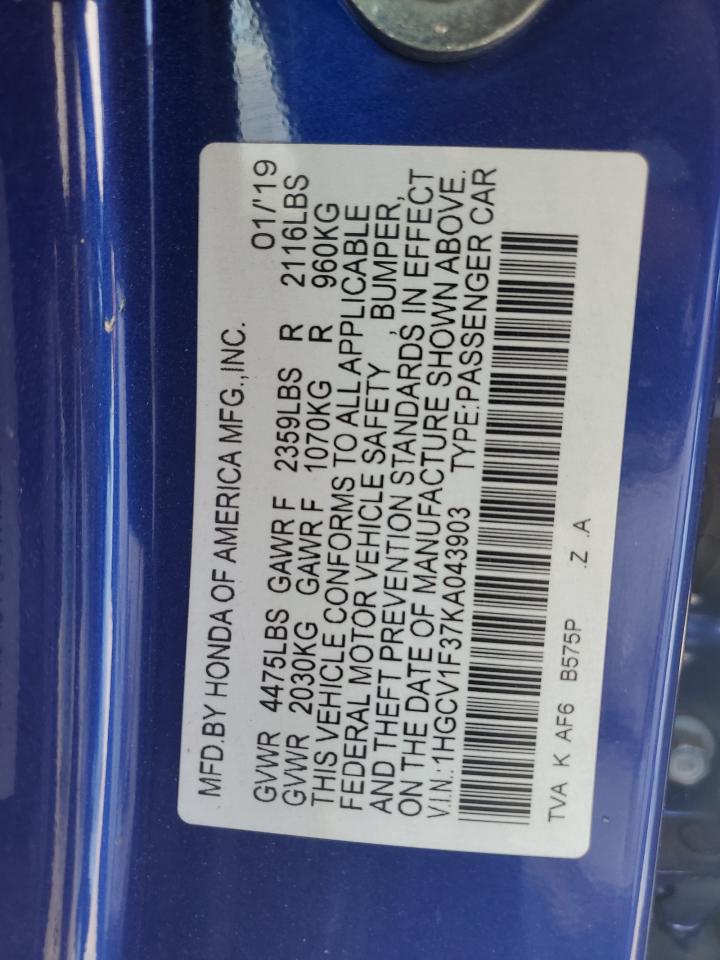 MFD.BY HONDA OF AMERICA MFG.,INC.
01/'19
GVWR 4475LBS GAWR F 2359LBS R 2116LBS
GVWR 2030KG GAWR F 1070KG R 960KG
THIS VEHICLE CONFORMS TO ALL APPLICABLE
FEDERAL MOTOR VEHICLE SAFETY , BUMPER,
AND THEFT PREVENTION STANDARDS IN EFFECT
ON THE DATE OF MANUFACTURE SHOWN ABOVE.
V.I.N.:1HGCV1F37KA043903 TYPE:PASSENGER CAR
TVA K AF6 B575P .Z .A